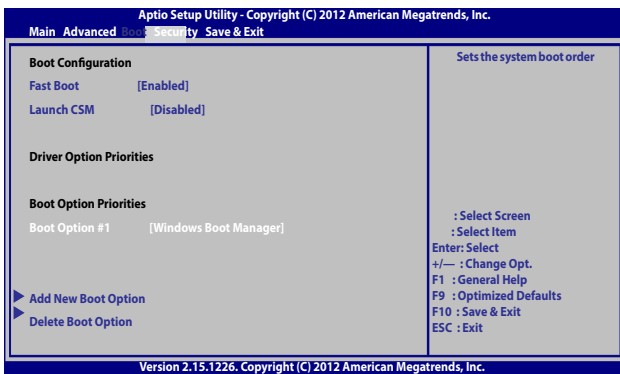 Aptio Setup Utility - Copyright (C) 2012 American Megatrends, Inc.
Main Advanced Boot Security Save & Exit
Boot Configuration
Fast Boot [Enabled]
Launch CSM [Disabled]
Driver Option Priorities
Boot Option Priorities
Boot Option #1 [Windows Boot Manager]
Add New Boot Option
Delete Boot Option
Sets the system boot order
: Select Screen
: Select Item
Enter: Select
+/— : Change Opt.
F1 : General Help
F9 : Optimized Defaults
F10 : Save & Exit
ESC : Exit
Version 2.15.1226. Copyright (C) 2012 American Megatrends, Inc.